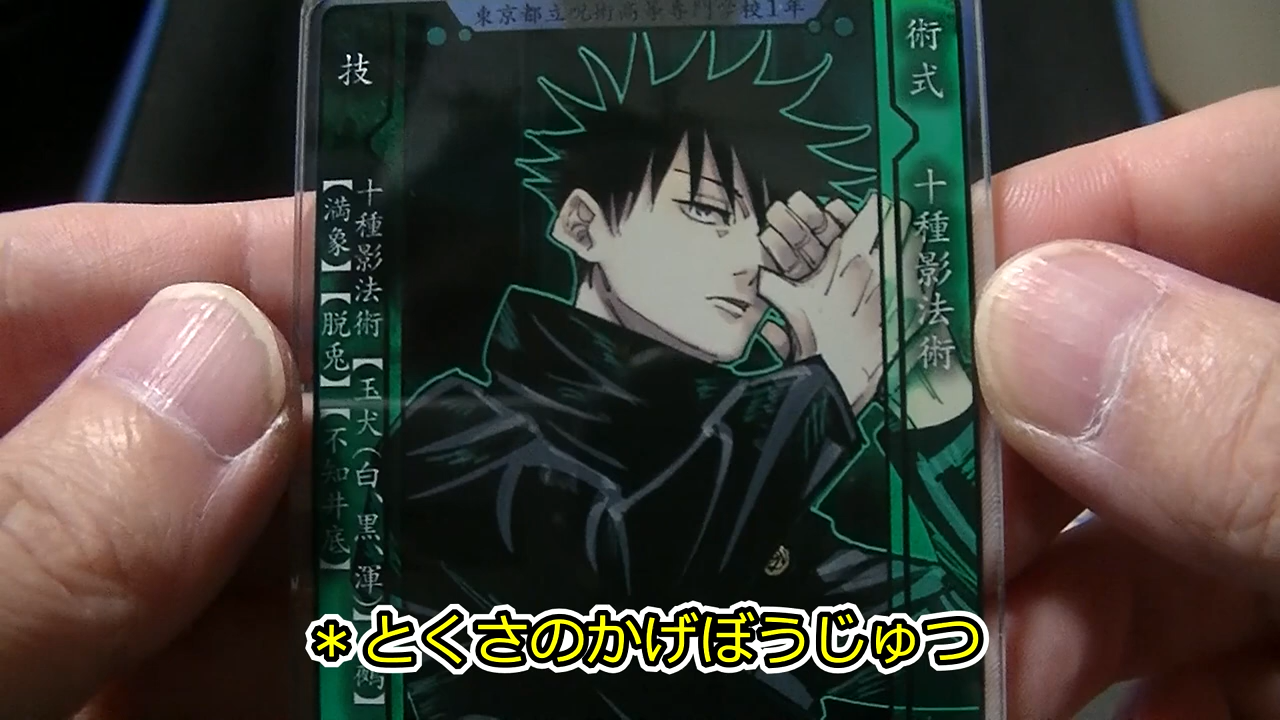 東京都立呪術高等専門学校1年
術式
十種影法術
技
十種影法術【玉犬(白、黒、渾)】【鵺】
【満象】【脱兎】【不知井底】
*とくさのかげぼうじゅつ